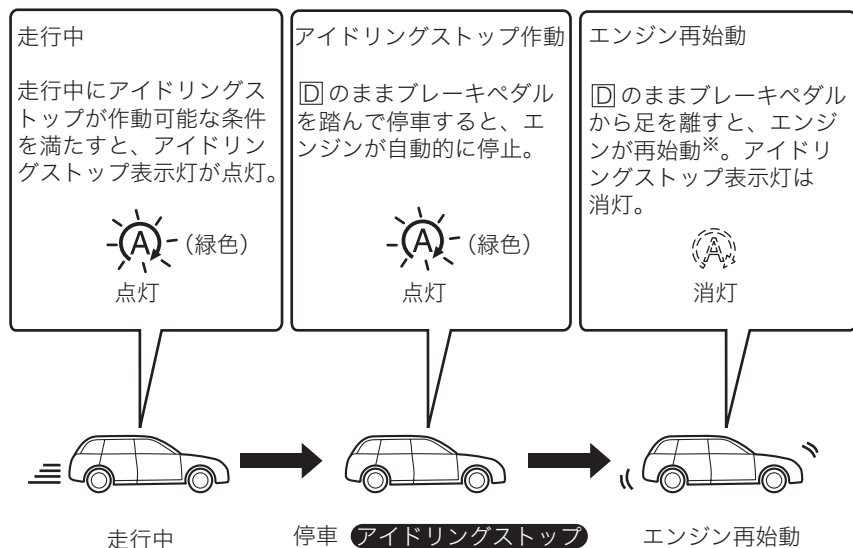 走行中
走行中にアイドリングス
トップが作動可能な条件
を満たすと、アイドリン
グストップ表示灯が点灯。
A (緑色)
点灯
アイドリングストップ作動
Dのままブレーキペダル
を踏んで停車すると、エ
ンジンが自動的に停止。
A (緑色)
点灯
エンジン再始動
Dのままブレーキペダル
から足を離すと、エンジ
ンが再始動※。アイドリ
ングストップ表示灯は
消灯。
A
消灯
走行中
停車 アイドリングストップ
エンジン再始動